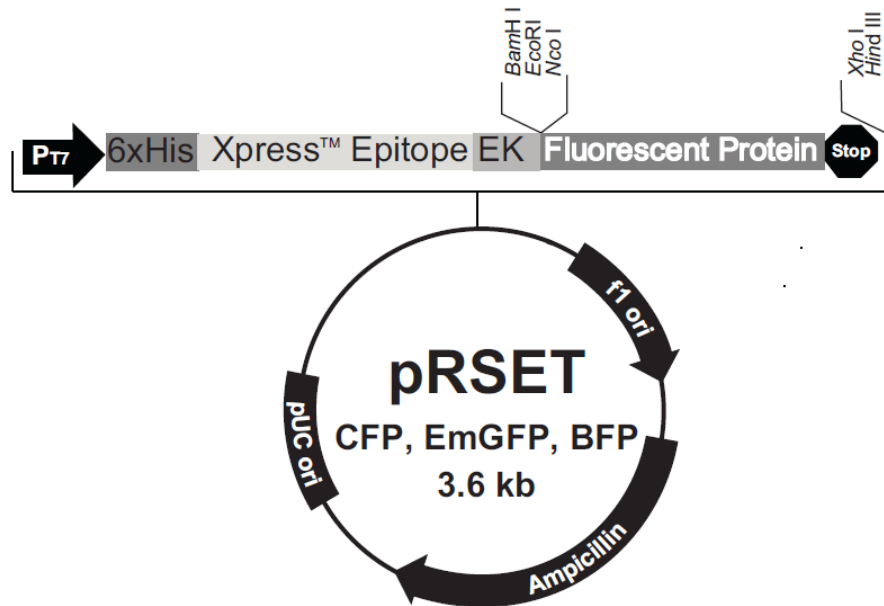 BamH I
EcoRI
Nco I
Xho I
Hind III
PT7 6xHis Xpress™ Epitope EK Fluorescent Protein Stop
f1 ori
pRSET
CFP, EmGFP, BFP
3.6 kb
pUC ori
Ampicillin